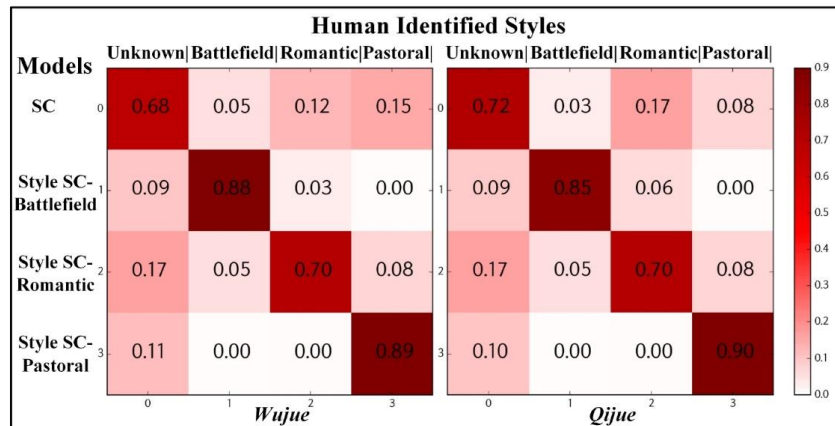 Human Identified Styles
Models
Unknown| Battlefield| Romantic|Pastoral|
Unknown| Battlefield| Romantic|Pastoral|
SC 0 0.68 0.05 0.12 0.15
0.72 0.03 0.17 0.08
Style SC-
Battlefield
1 0.09 0.88 0.03 0.00
1 0.09 0.85 0.06 0.00
Style SC-
Romantic
2 0.17 0.05 0.70 0.08
2 0.17 0.05 0.70 0.08
Style SC-
Pastoral
3 0.11 0.00 0.00 0.89
3 0.10 0.00 0.00 0.90
0 1 2 3
Wujue
0 1 2 3
Qijue
0.9
0.8
0.7
0.6
0.5
0.4
0.3
0.2
0.1
0.0